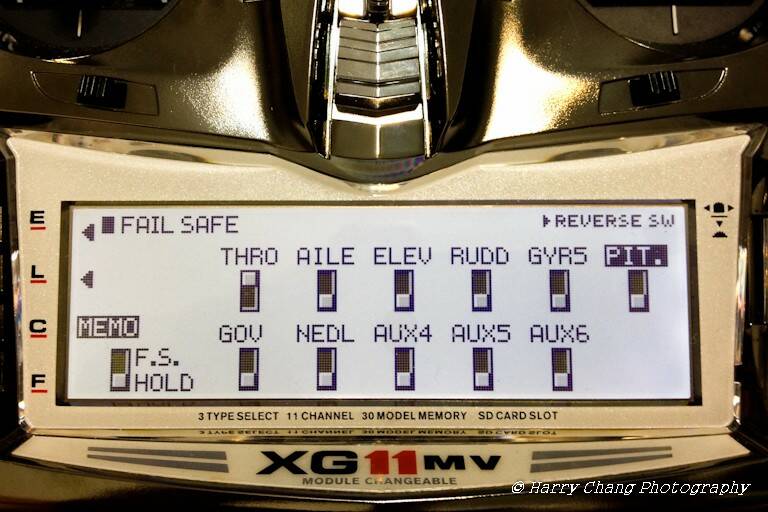 FAIL SAFE ▶REVERSE SW
THRO AILE ELEV RUDD GYR5 PIT.
MEMO
GOV NEDL AUX4 AUX5 AUX6
F.S.
HOLD
E
L
C
F
3 TYPE SELECT 11 CHANNEL 30 MODEL MEMORY SD CARD SLOT
XG11MV
MODULE CHANGEABLE
© Harry Chang Photography